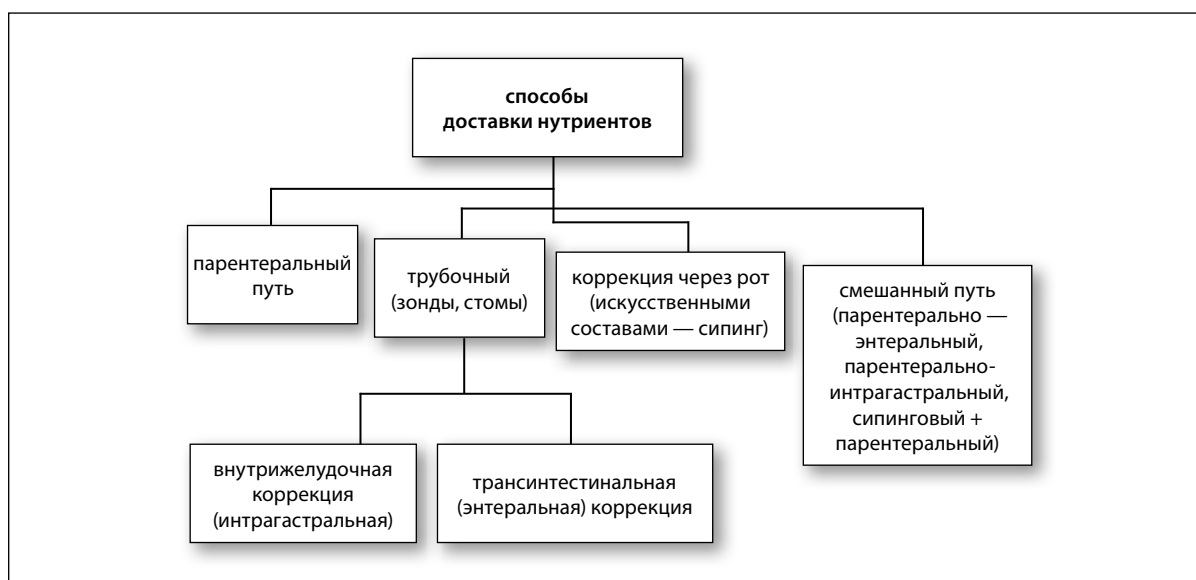 способы
доставки нутриентов
парентеральный
путь
трубочный
(зонды, стомы)
коррекция через рот
(искусственными
составами — сипинг)
смешанный путь
(парентерально —
энтеральный,
парентерально-
интрагастральный,
сипинговый +
парентеральный)
внутрижелудочная
коррекция
(интрагастральная)
трансинтестинальная
(энтеральная) коррекция